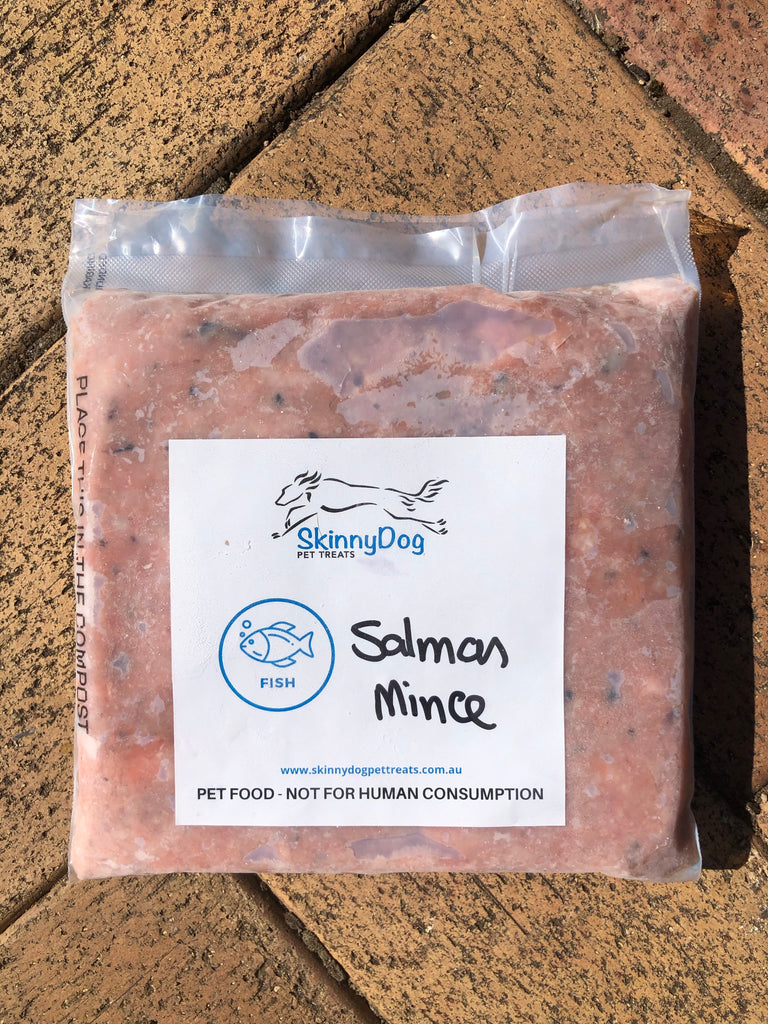 PLACE THIS IN THE COMPOST
SkinnyDog
PET TREATS
FISH
Salmon
Mince
www.skinnydogpettreats.com.au
PET FOOD - NOT FOR HUMAN CONSUMPTION